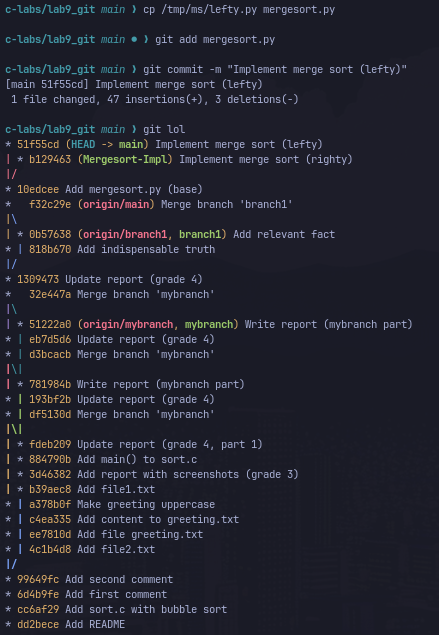 c-labs/lab9_git main ❱ cp /tmp/ms/lefty.py mergesort.py
c-labs/lab9_git main ● ❱ git add mergesort.py
c-labs/lab9_git main ❱ git commit -m "Implement merge sort (lefty)"
[main 51f55cd] Implement merge sort (lefty)
 1 file changed, 47 insertions(+), 3 deletions(-)
c-labs/lab9_git main ❱ git lol
* 51f55cd (HEAD -> main) Implement merge sort (lefty)
| * b129463 (Mergesort-Impl) Implement merge sort (righty)
|/
* 10edcee Add mergesort.py (base)
*   f32c29e (origin/main) Merge branch 'branch1'
|\
| * 0b57638 (origin/branch1, branch1) Add relevant fact
* | 818b670 Add indispensable truth
|/
* 1309473 Update report (grade 4)
*   32e447a Merge branch 'mybranch'
|\
| * 51222a0 (origin/mybranch, mybranch) Write report (mybranch part)
* | eb7d5d6 Update report (grade 4)
* | d3bcacb Merge branch 'mybranch'
|\|
| * 781984b Write report (mybranch part)
* | 193bf2b Update report (grade 4)
* | df5130d Merge branch 'mybranch'
|\|
| * fdeb209 Update report (grade 4, part 1)
| * 884790b Add main() to sort.c
| * 3d46382 Add report with screenshots (grade 3)
| * b39aec8 Add file1.txt
* | a378b0f Make greeting uppercase
* | c4ea335 Add content to greeting.txt
* | ee7810d Add file greeting.txt
* | 4c1b4d8 Add file2.txt
|/
* 99649fc Add second comment
* 6d4b9fe Add first comment
* cc6af29 Add sort.c with bubble sort
* dd2bece Add README